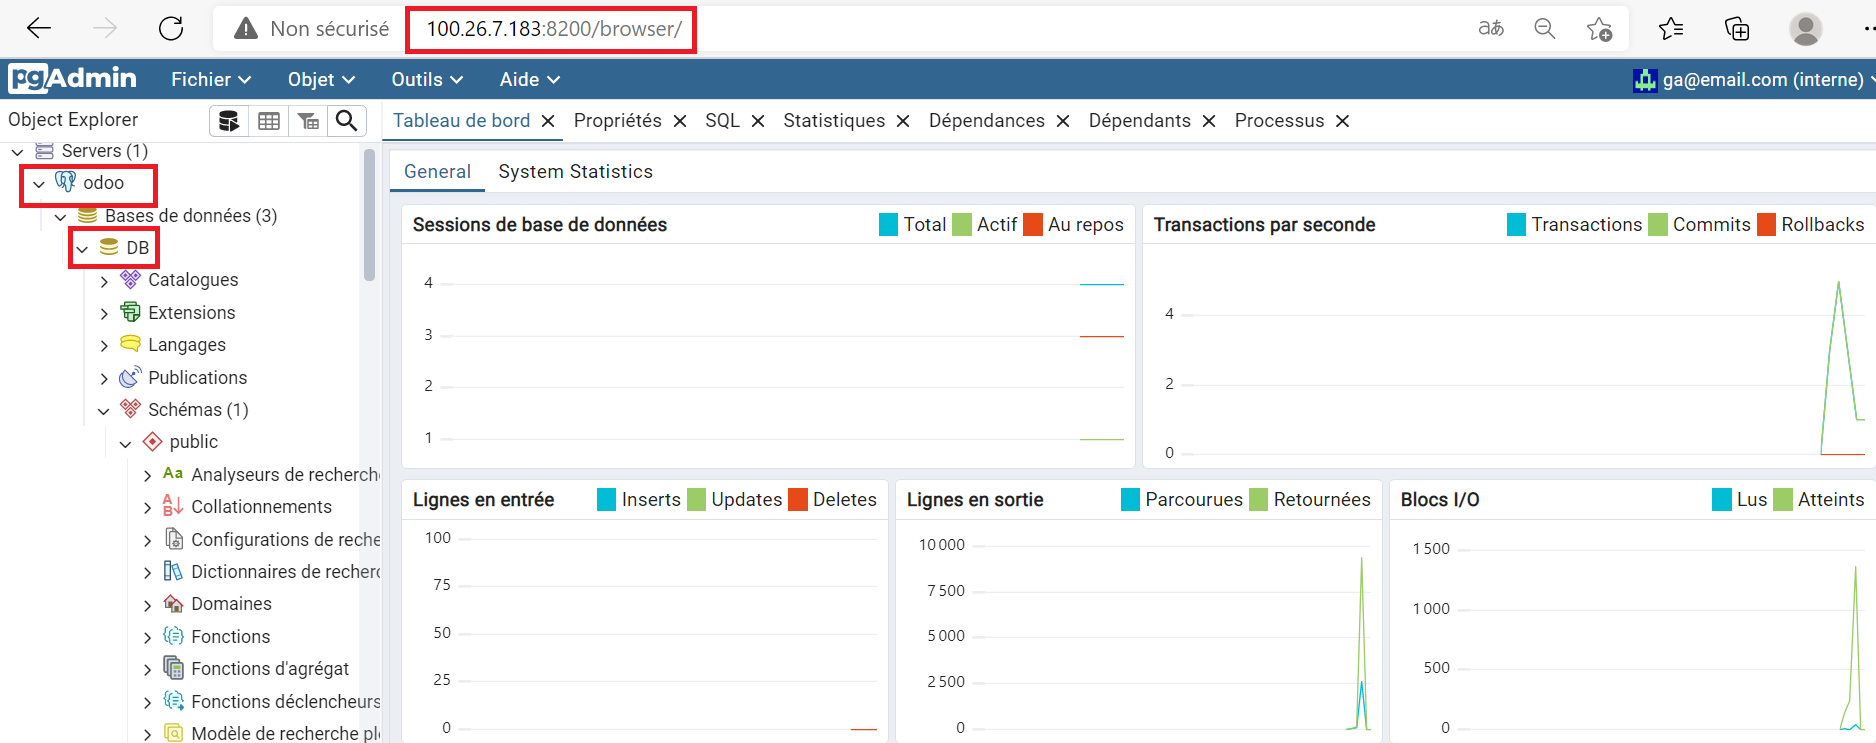 Non sécurisé 100.26.7.183:8200/browser/ aあ
pgAdmin Fichier Objet Outils Aide ga@email.com (interne)
Object Explorer
Tableau de bord Propriétés SQL Statistiques Dépendances Dépendants Processus
Servers (1)
odoo
Bases de données (3)
DB
Catalogues
Extensions
Langages
Publications
Schémas (1)
public
Aa Analyseurs de recherche
Collationnements
Configurations de reche
Dictionnaires de recherc
Domaines
Fonctions
Fonctions d'agrégat
Fonctions déclencheurs
Modèle de recherche ple
General System Statistics
Sessions de base de données Total Actif Au repos
4
3
2
1
Transactions par seconde Transactions Commits Rollbacks
4
2
0
Lignes en entrée Inserts Updates Deletes
100
75
50
25
0
Lignes en sortie Parcourues Retournées
10 000
7 500
5 000
2 500
0
Blocs I/O Lus Atteints
1 500
1 000
500
0